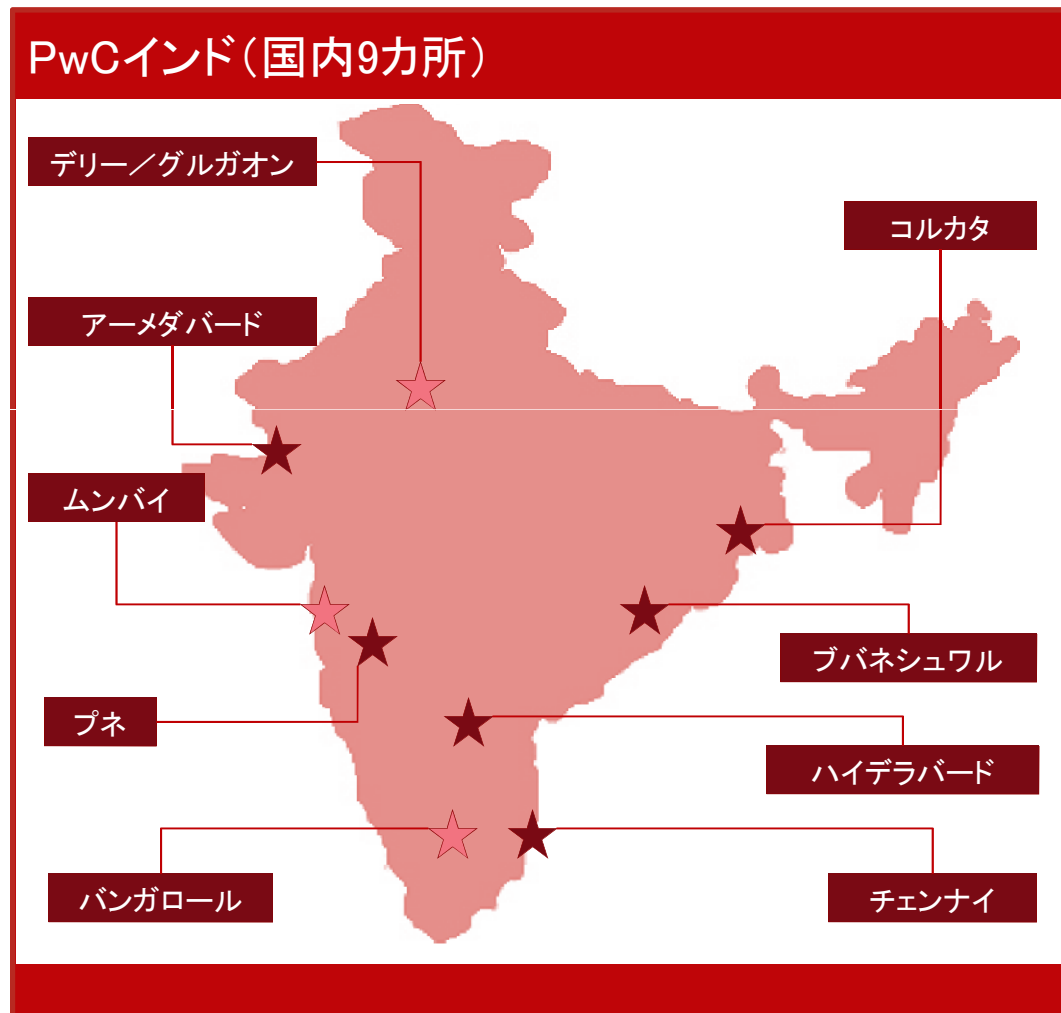 PwCインド（国内9カ所）
デリー／グルガオン
コルカタ
アーメダバード
ムンバイ
ブバネシュワル
プネ
ハイデラバード
バンガロール
チェンナイ